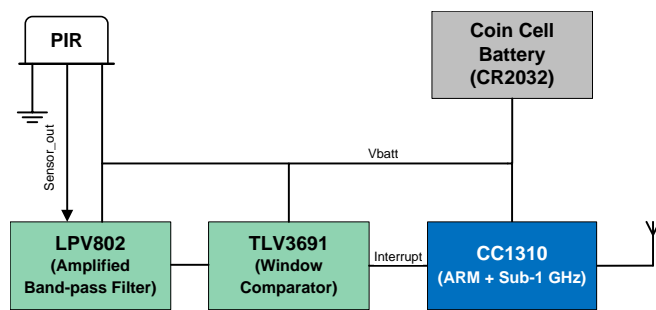 PIR
Coin Cell
Battery
(CR2032)
Sensor_out
Vbatt
LPV802
(Amplified
Band-pass Filter)
TLV3691
(Window
Comparator)
Interrupt
CC1310
(ARM + Sub-1 GHz)